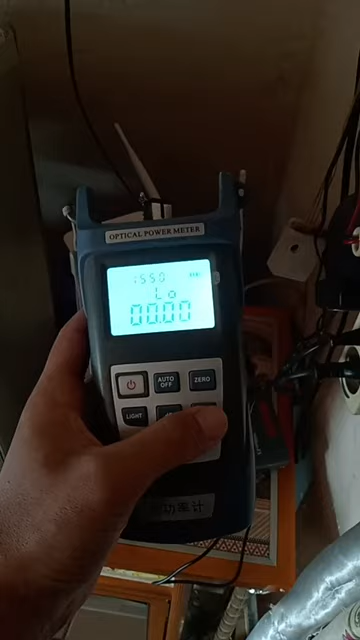 OPTICAL POWER METER
1550
Lo
00.00
AUTO OFF
ZERO
LIGHT
功率计